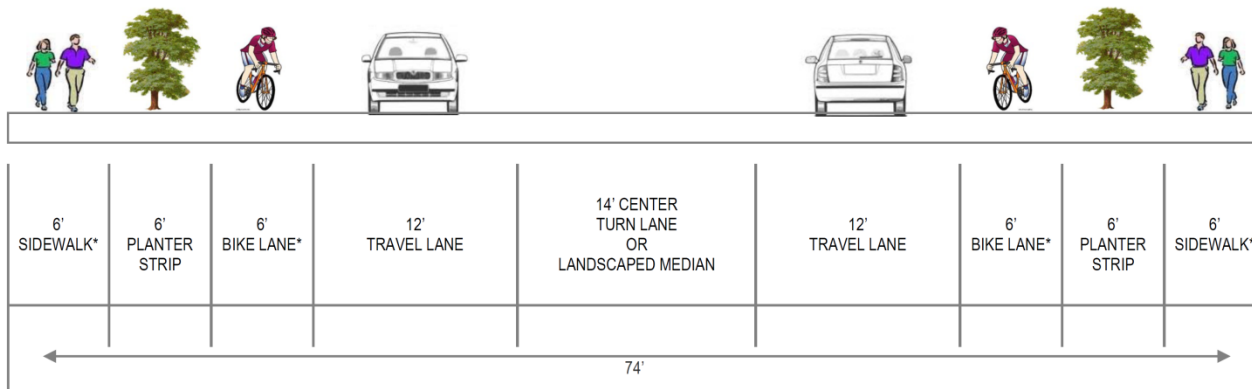 6'
SIDEWALK*
6'
PLANTER
STRIP
6'
BIKE LANE*
12'
TRAVEL LANE
14' CENTER
TURN LANE
OR
LANDSCAPED MEDIAN
12'
TRAVEL LANE
6'
BIKE LANE*
6'
PLANTER
STRIP
6'
SIDEWALK*
74'